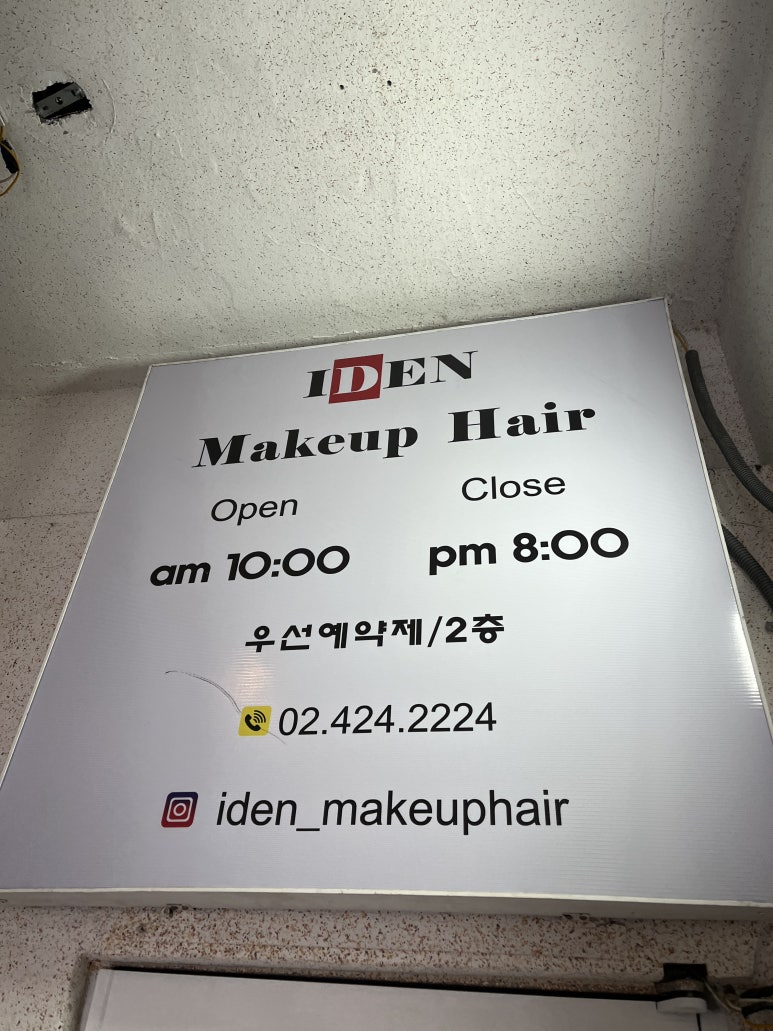 IDEN
Makeup Hair
Open Close
am 10:00 pm 8:00
우선예약제/2층
02.424.2224
iden_makeuphair